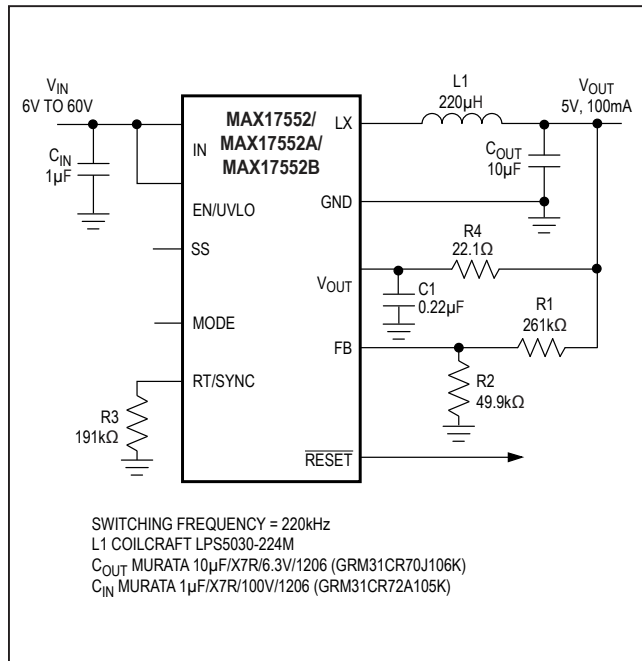 V_IN
6V TO 60V
C_IN
1µF
MAX17552/
MAX17552A/
MAX17552B
IN
EN/UVLO
SS
MODE
RT/SYNC
R3
191kΩ
LX
GND
V_OUT
FB
RESET
L1
220µH
V_OUT
5V, 100mA
C_OUT
10µF
R4
22.1Ω
C1
0.22µF
R1
261kΩ
R2
49.9kΩ
SWITCHING FREQUENCY = 220kHz
L1 COILCRAFT LPS5030-224M
C_OUT MURATA 10µF/X7R/6.3V/1206 (GRM31CR70J106K)
C_IN MURATA 1µF/X7R/100V/1206 (GRM31CR72A105K)